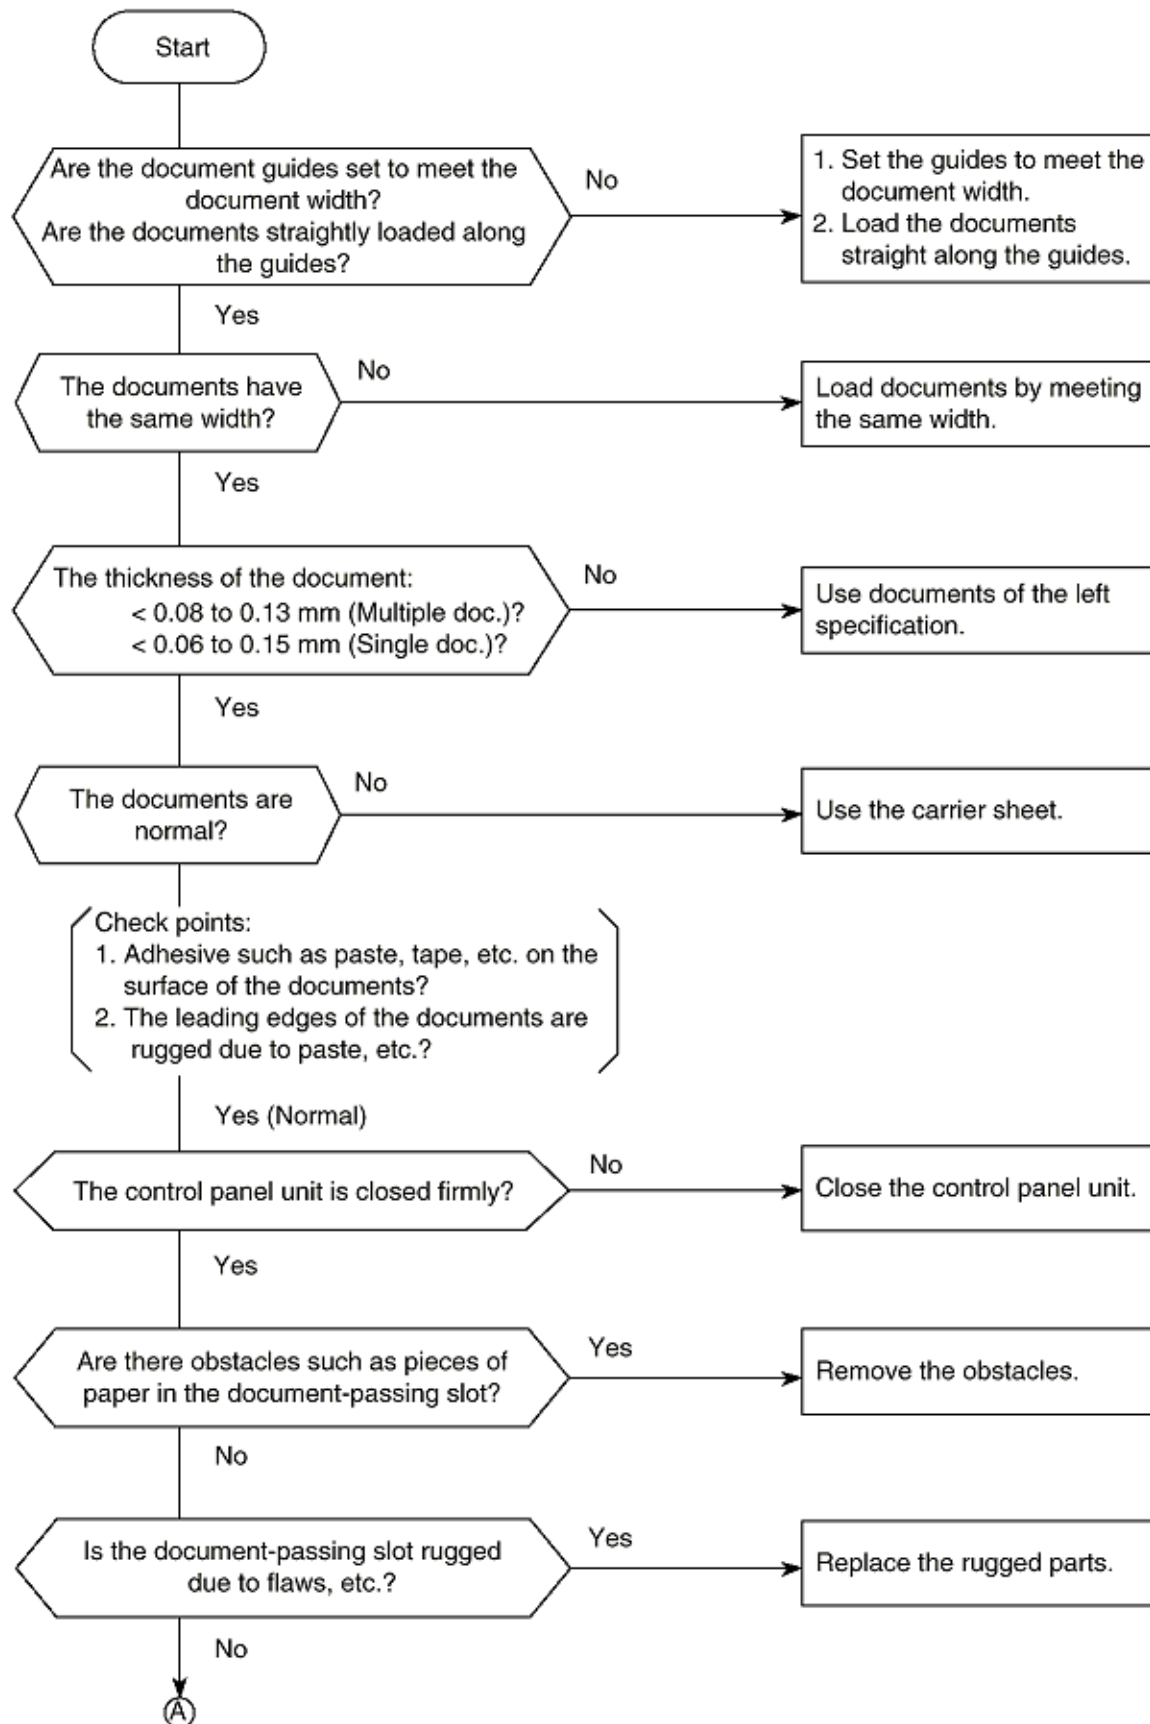 Start
Are the document guides set to meet the
document width?
Are the documents straightly loaded along
the guides?
No
1. Set the guides to meet the
document width.
2. Load the documents
straight along the guides.
Yes
The documents have
the same width?
No
Load documents by meeting
the same width.
Yes
The thickness of the document:
< 0.08 to 0.13 mm (Multiple doc.)?
< 0.06 to 0.15 mm (Single doc.)?
No
Use documents of the left
specification.
Yes
The documents are
normal?
No
Use the carrier sheet.
Check points:
1. Adhesive such as paste, tape, etc. on the
surface of the documents?
2. The leading edges of the documents are
rugged due to paste, etc.?
Yes (Normal)
The control panel unit is closed firmly?
No
Close the control panel unit.
Yes
Are there obstacles such as pieces of
paper in the document-passing slot?
Yes
Remove the obstacles.
No
Is the document-passing slot rugged
due to flaws, etc.?
Yes
Replace the rugged parts.
No
A